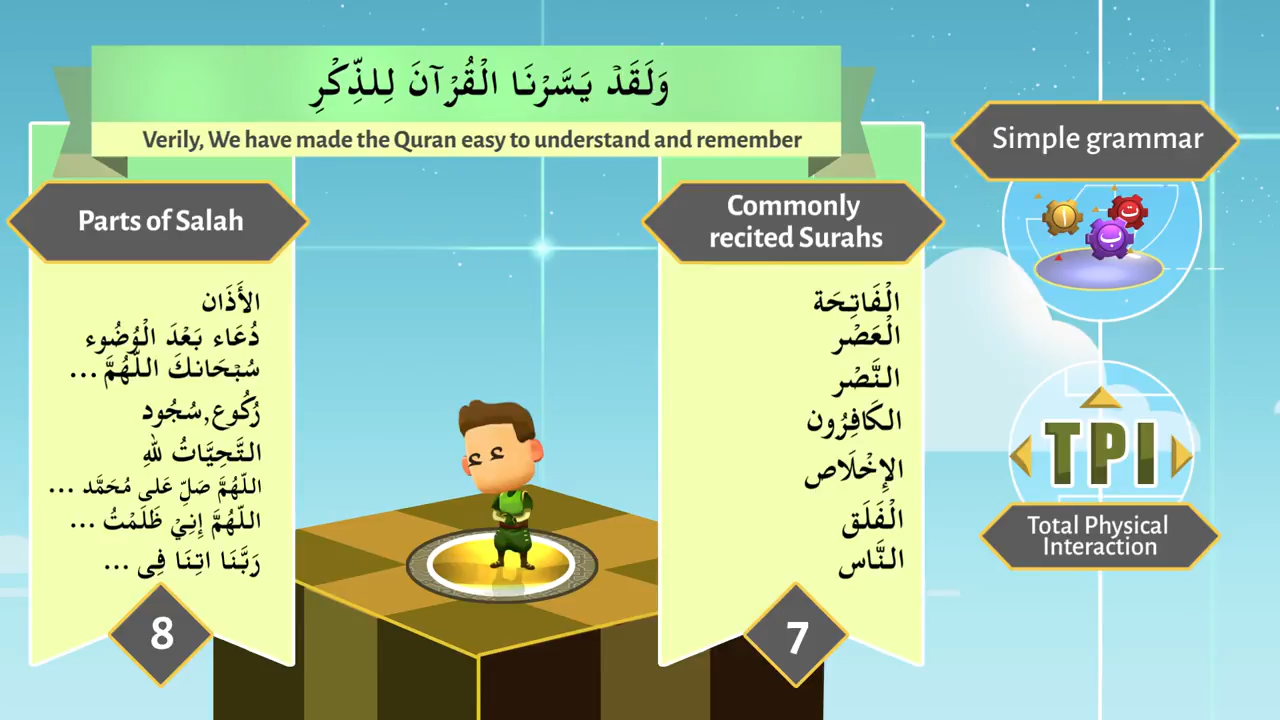 وَلَقَدْ يَسَّرْنَا الْقُرْآنَ لِلذِّكْرِ
Verily, We have made the Quran easy to understand and remember
Parts of Salah
الأَذَان
دُعَاء بَعْدَ الْوُضُوء
سُبْحَانكَ اللّٰهُمَّ ...
رُكُوع,سُجُود
التَّحِيَّاتُ لِلّٰهِ
اللّٰهُمَّ صَلِّ عَلى مُحَمَّد ...
اللّٰهُمَّ إِنِيْ ظَلَمْتُ ...
رَبَّنَا اتِنَا فِى ...
8
Commonly
recited Surahs
الْفَاتِحَة
الْعَصْر
النَّصْر
الكَافِرُون
الإِخْلَاص
الْفَلَق
النَّاس
7
Simple grammar
ا
ت
ب
TPI
Total Physical
Interaction